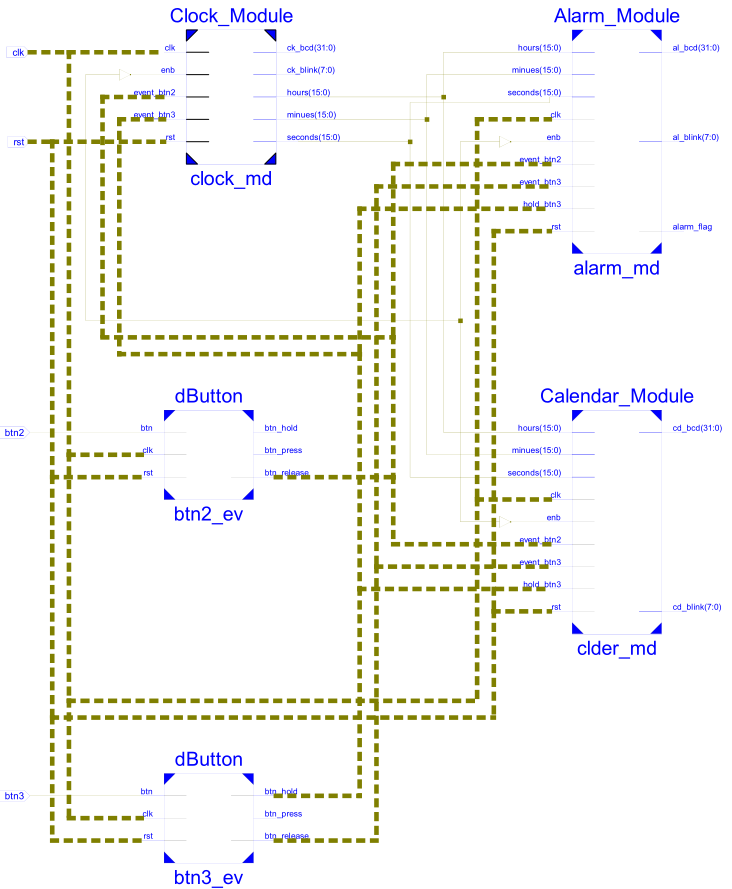 Clock_Module
clk
clk
enb
event_btn2
event_btn3
rst
rst
ck_bcd(31:0)
ck_blink(7:0)
hours(15:0)
minues(15:0)
seconds(15:0)
clock_md
Alarm_Module
hours(15:0)
minues(15:0)
seconds(15:0)
clk
enb
event_btn2
event_btn3
hold_btn3
rst
al_bcd(31:0)
al_blink(7:0)
alarm_flag
alarm_md
dButton
btn2
btn
clk
rst
btn_hold
btn_press
btn_release
btn2_ev
Calendar_Module
hours(15:0)
minues(15:0)
seconds(15:0)
clk
enb
event_btn2
event_btn3
hold_btn3
rst
cd_bcd(31:0)
cd_blink(7:0)
clder_md
dButton
btn3
btn
clk
rst
btn_hold
btn_press
btn_release
btn3_ev